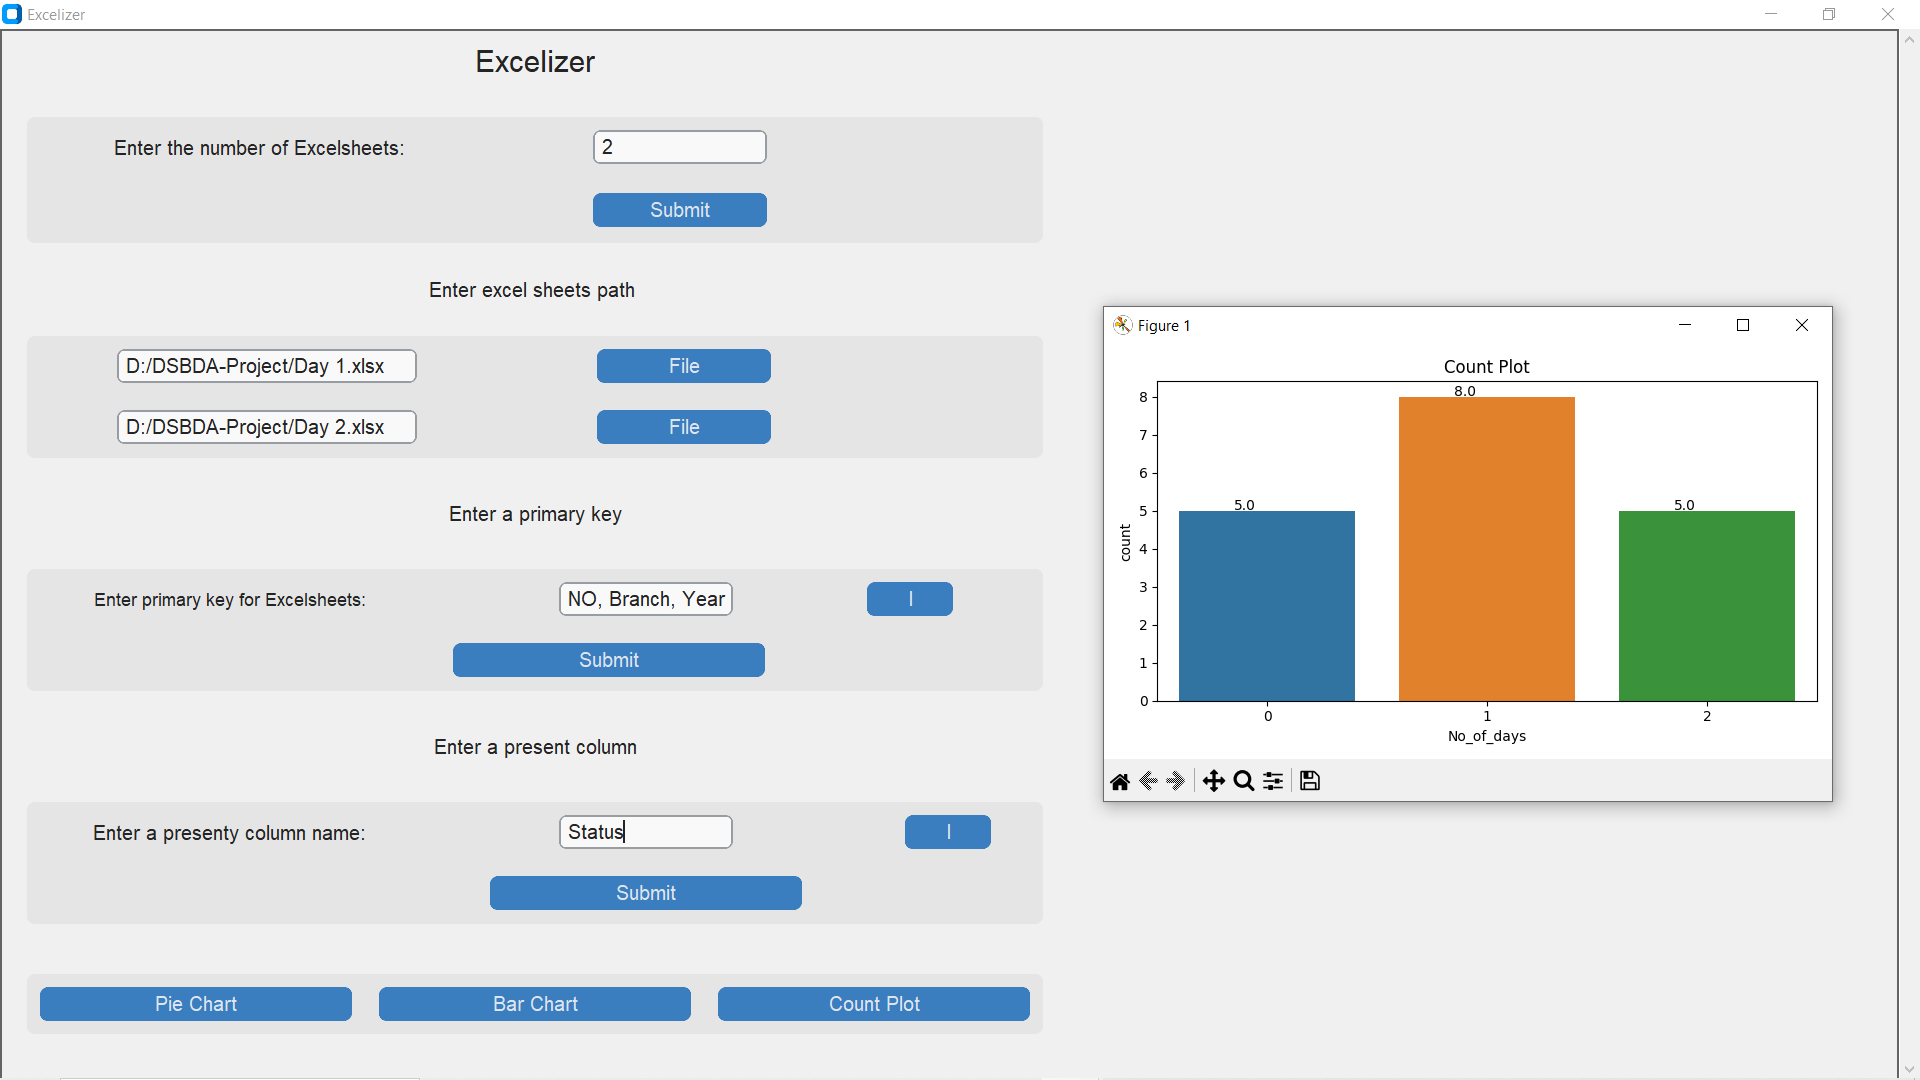 Excelizer
Excelizer
Enter the number of Excelsheets:
2
Submit
Enter excel sheets path
D:/DSBDA-Project/Day 1.xlsx
File
D:/DSBDA-Project/Day 2.xlsx
File
Enter a primary key
Enter primary key for Excelsheets:
NO, Branch, Year
I
Submit
Enter a present column
Enter a presenty column name:
Status
I
Submit
Pie Chart
Bar Chart
Count Plot
Figure 1
Count Plot
8
7
6
5
4
3
2
1
0
count
5.0
8.0
5.0
0
1
2
No_of_days